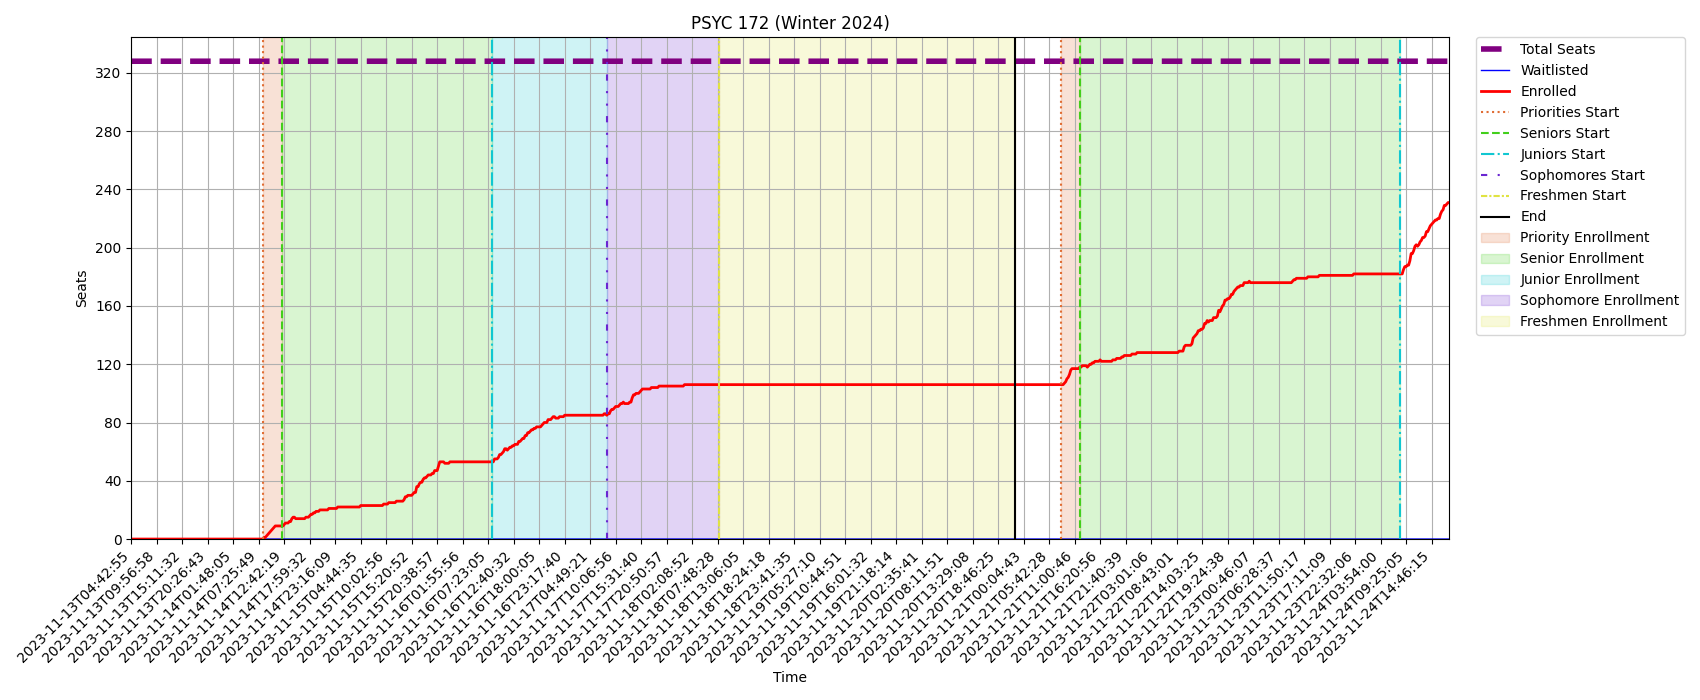 PSYC 172 (Winter 2024)
Seats
320
280
240
200
160
120
80
40
0
2023-11-13T04:42:55
2023-11-13T09:56:58
2023-11-13T15:11:32
2023-11-13T20:26:43
2023-11-14T01:48:05
2023-11-14T07:25:49
2023-11-14T12:42:19
2023-11-14T17:59:32
2023-11-14T23:16:09
2023-11-15T04:44:35
2023-11-15T10:02:56
2023-11-15T15:20:52
2023-11-15T20:38:57
2023-11-16T01:55:56
2023-11-16T07:23:05
2023-11-16T12:40:32
2023-11-16T18:00:05
2023-11-16T23:17:40
2023-11-17T04:49:21
2023-11-17T10:06:56
2023-11-17T15:31:40
2023-11-17T20:50:57
2023-11-18T02:08:52
2023-11-18T07:48:28
2023-11-18T13:06:05
2023-11-18T18:24:18
2023-11-18T23:41:35
2023-11-19T05:27:10
2023-11-19T10:44:51
2023-11-19T16:01:32
2023-11-19T21:18:14
2023-11-20T02:35:41
2023-11-20T08:11:51
2023-11-20T13:29:08
2023-11-20T18:46:25
2023-11-21T00:04:43
2023-11-21T05:42:28
2023-11-21T11:00:46
2023-11-21T16:20:56
2023-11-21T21:40:39
2023-11-22T03:01:06
2023-11-22T08:43:01
2023-11-22T14:03:25
2023-11-22T19:24:38
2023-11-23T00:46:07
2023-11-23T06:28:37
2023-11-23T11:50:17
2023-11-23T17:11:09
2023-11-23T22:32:06
2023-11-24T03:54:00
2023-11-24T09:25:05
2023-11-24T14:46:15
Time
Total Seats
Waitlisted
Enrolled
Priorities Start
Seniors Start
Juniors Start
Sophomores Start
Freshmen Start
End
Priority Enrollment
Senior Enrollment
Junior Enrollment
Sophomore Enrollment
Freshmen Enrollment